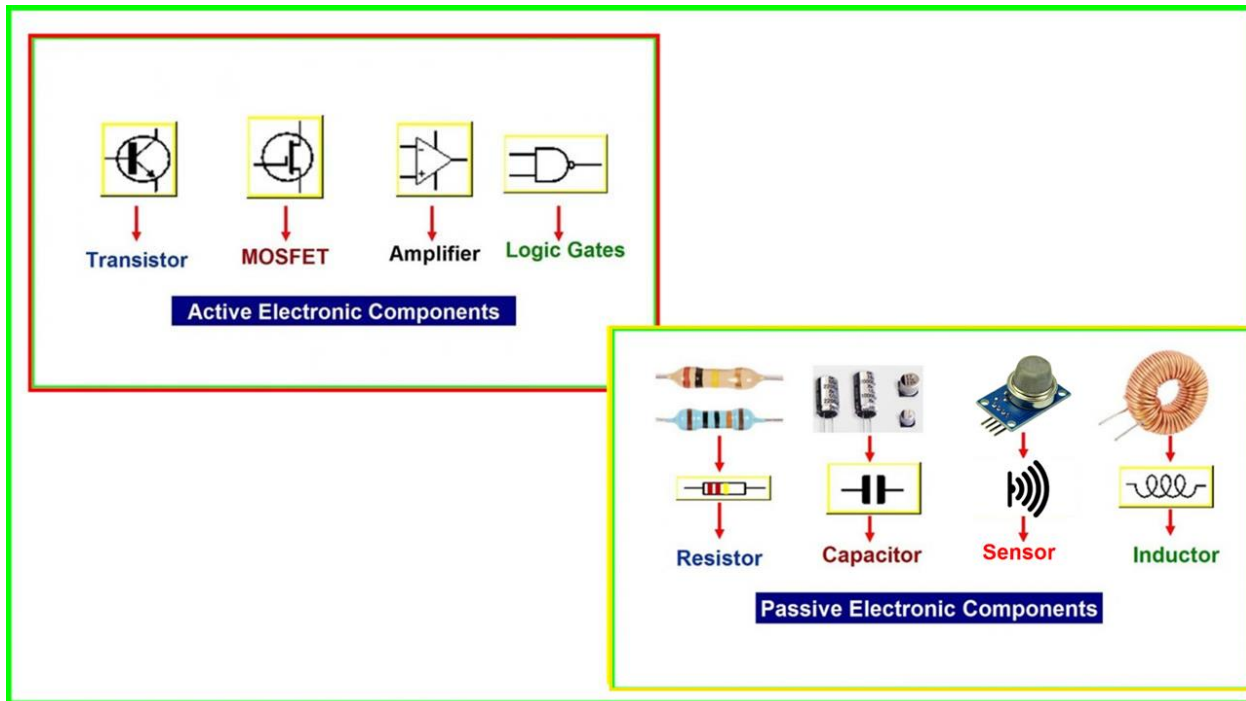 Transistor
MOSFET
Amplifier
Logic Gates
Active Electronic Components
Resistor
Capacitor
Sensor
Inductor
Passive Electronic Components